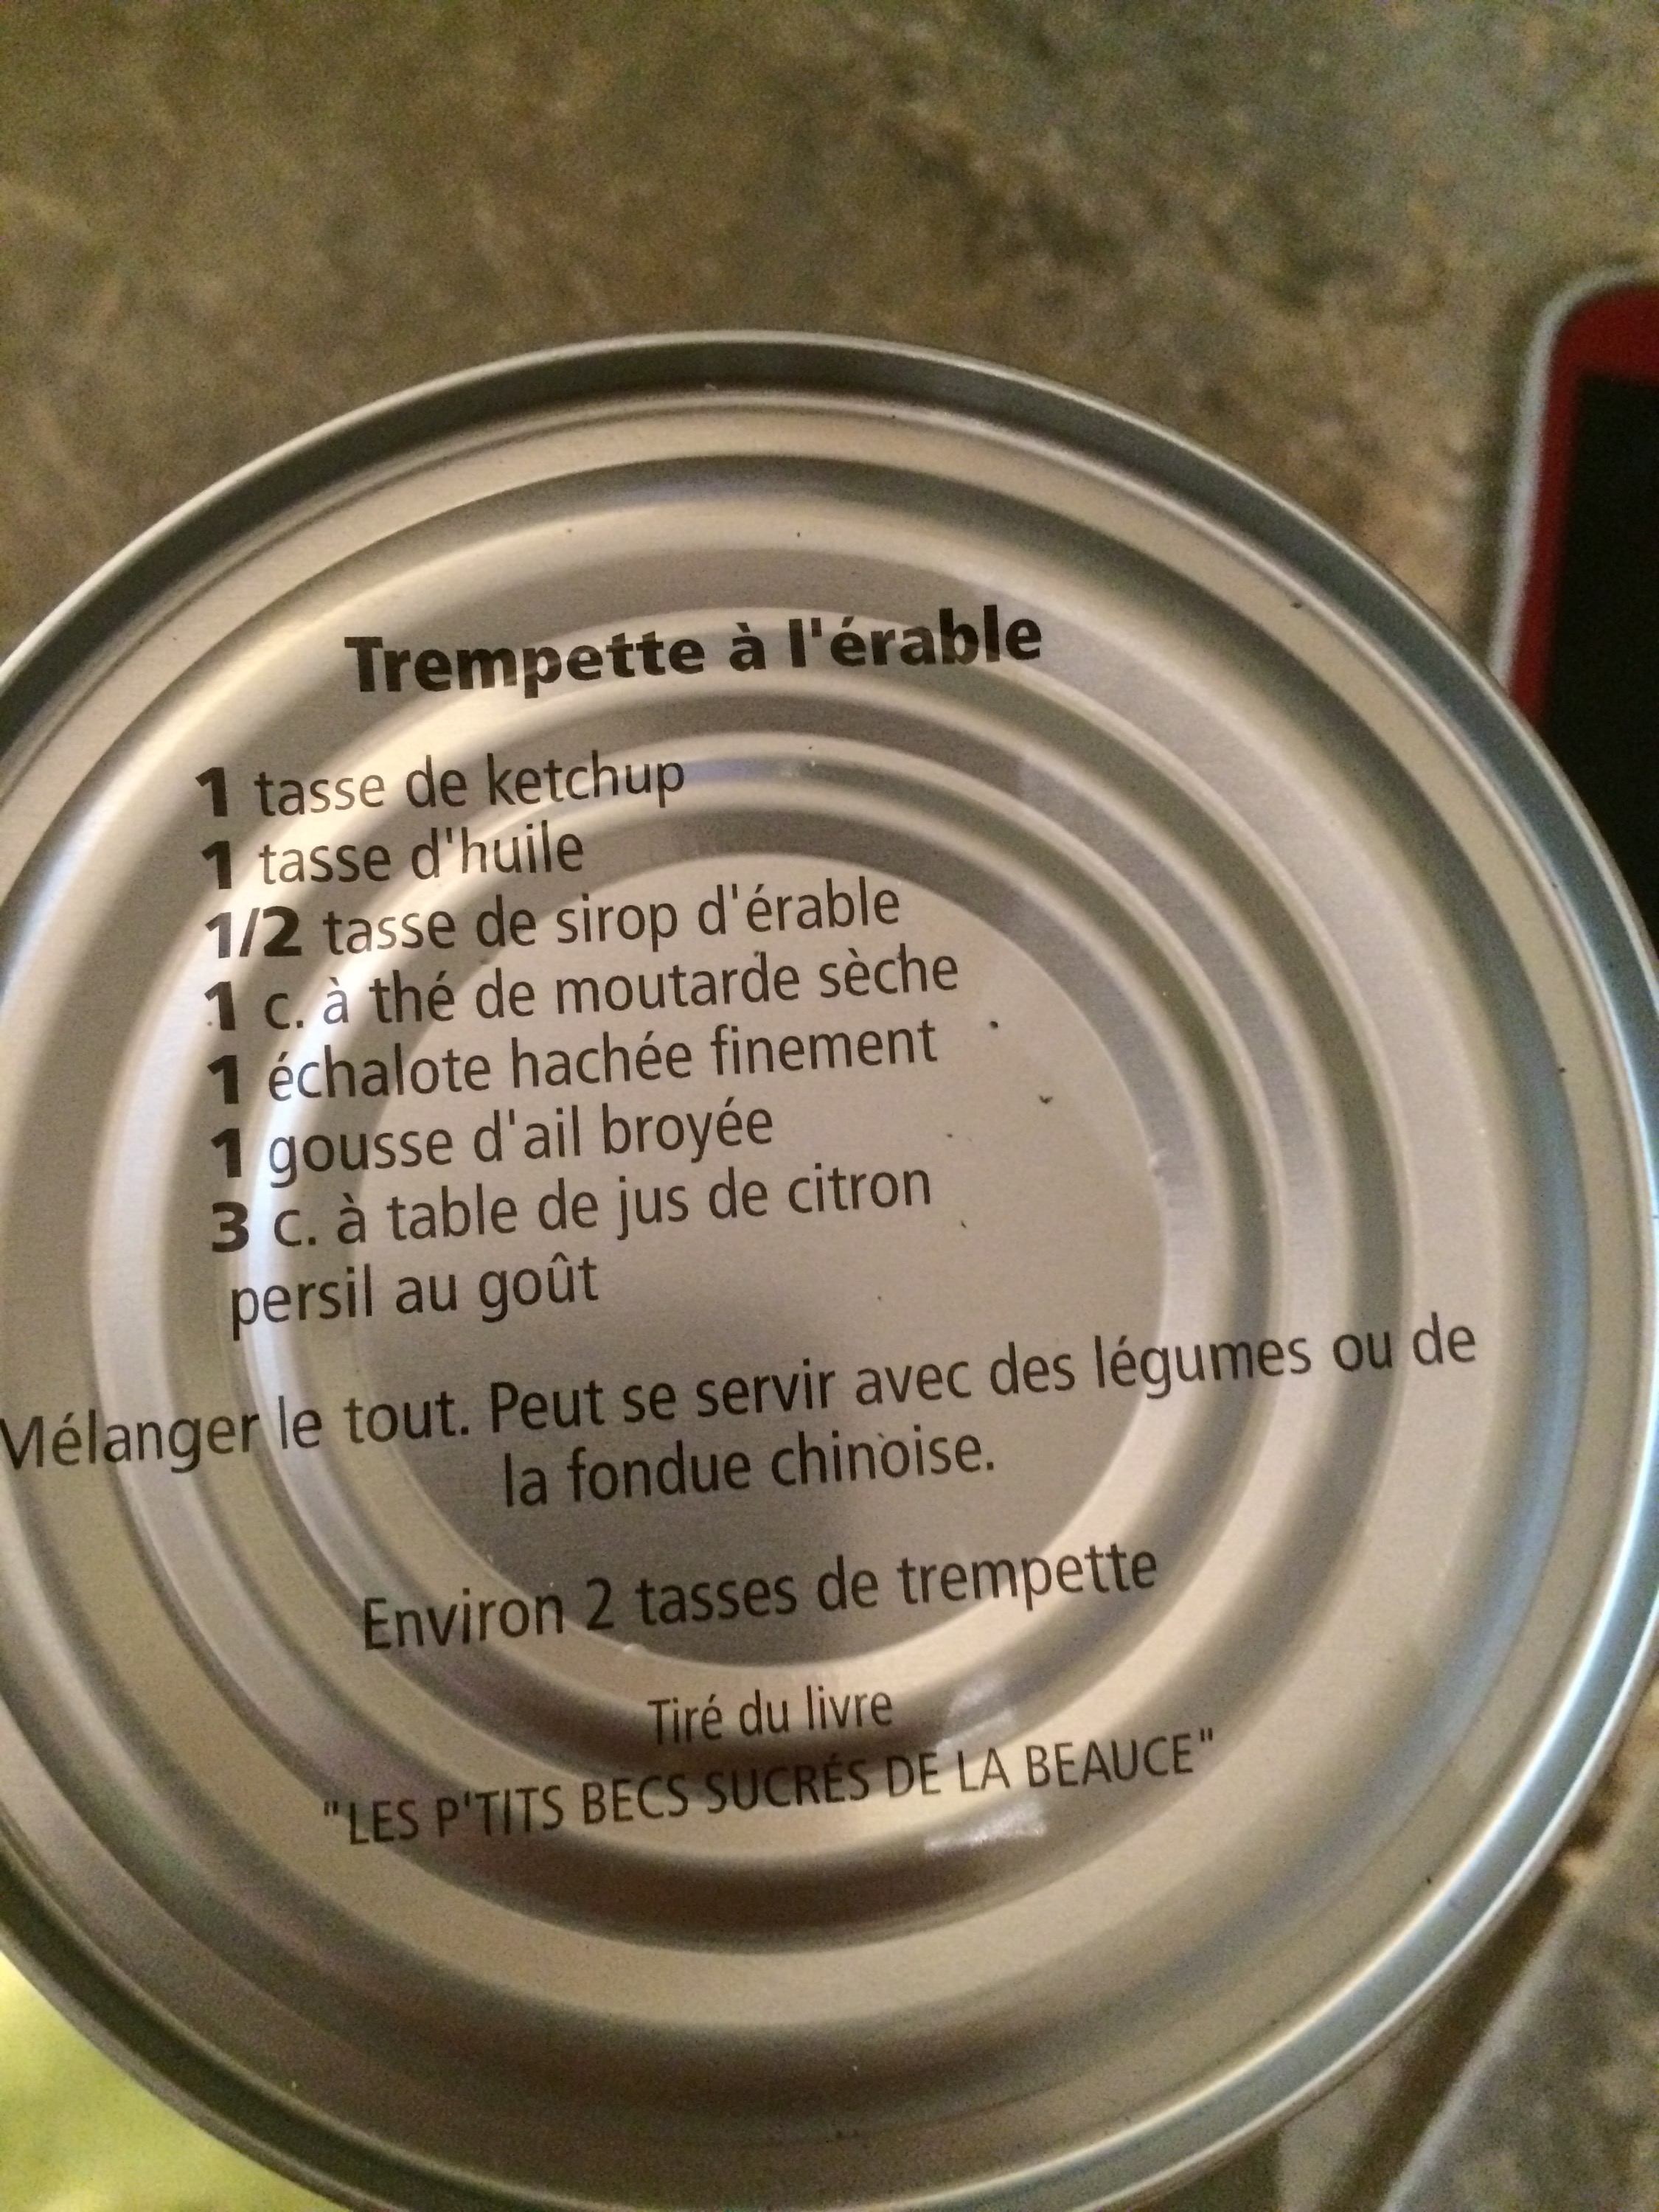 Trempette à l'érable
1 tasse de ketchup
1 tasse d'huile
1/2 tasse de sirop d'érable
1 c. à thé de moutarde sèche
1 échalote hachée finement
1 gousse d'ail broyée
3 c. à table de jus de citron
persil au goût
Mélanger le tout. Peut se servir avec des légumes ou de
la fondue chinoise.
Environ 2 tasses de trempette
Tiré du livre
"LES P'TITS BECS SUCRÉS DE LA BEAUCE"